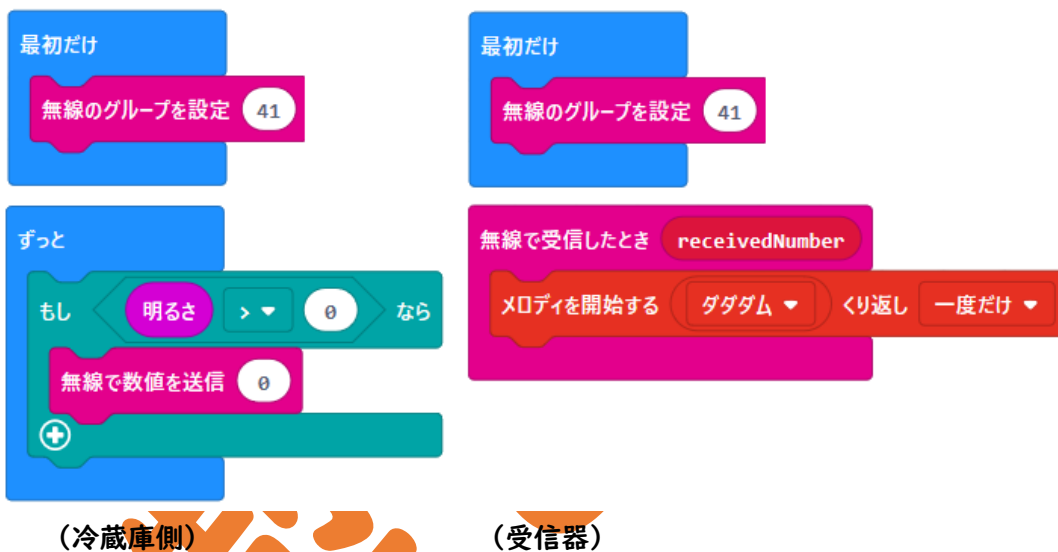 最初だけ
無線のグループを設定 41
ずっと
もし 明るさ > 0 なら
無線で数値を送信 0
(冷蔵庫側)
最初だけ
無線のグループを設定 41
無線で受信したとき receivedNumber
メロディを開始する ダダダム くり返し 一度だけ
(受信器)